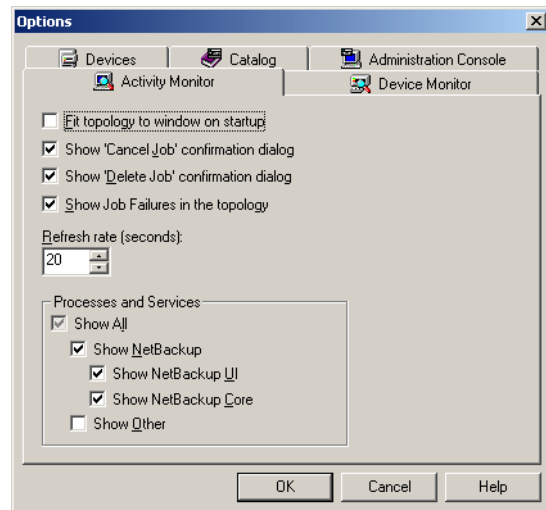 Options
Devices
Catalog
Administration Console
Activity Monitor
Device Monitor
Fit topology to window on startup
Show 'Cancel Job' confirmation dialog
Show 'Delete Job' confirmation dialog
Show Job Failures in the topology
Refresh rate (seconds):
20
Processes and Services
Show All
Show NetBackup
Show NetBackup UI
Show NetBackup Core
Show Other
OK
Cancel
Help